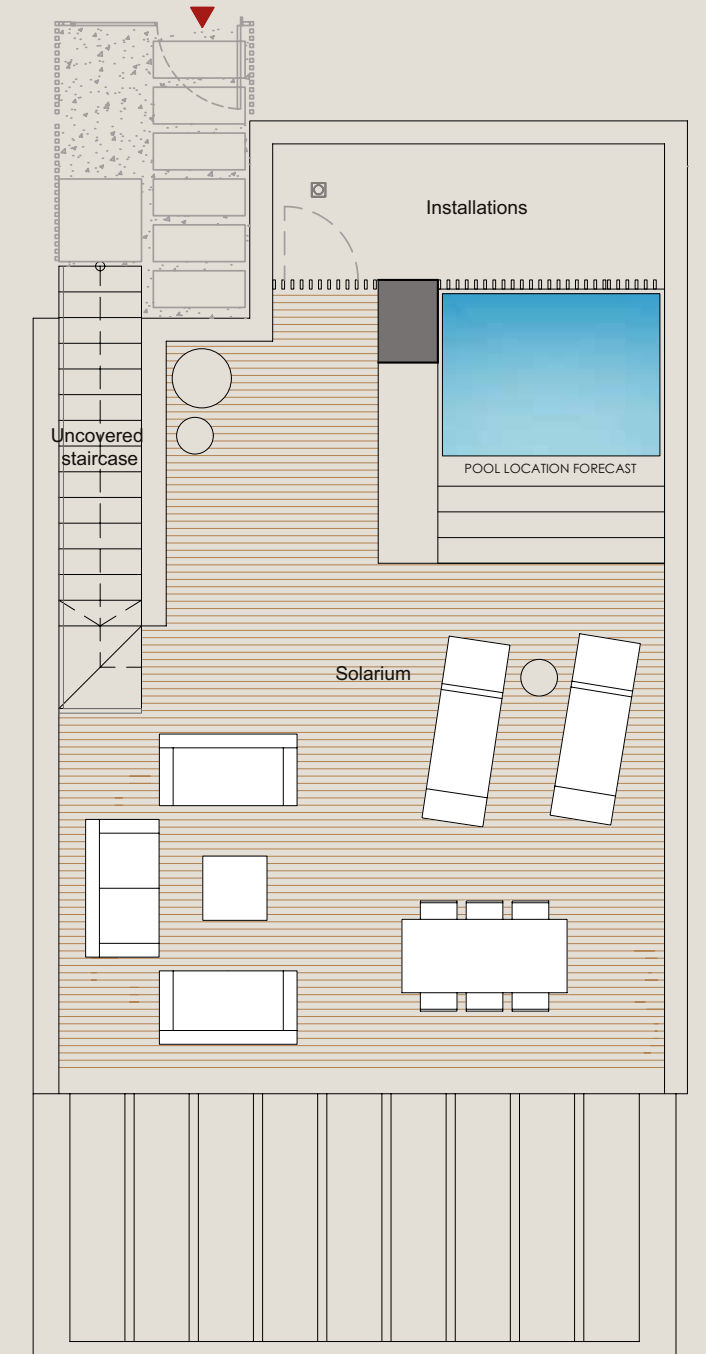 Installations
Uncovered
staircase
POOL LOCATION FORECAST
Solarium